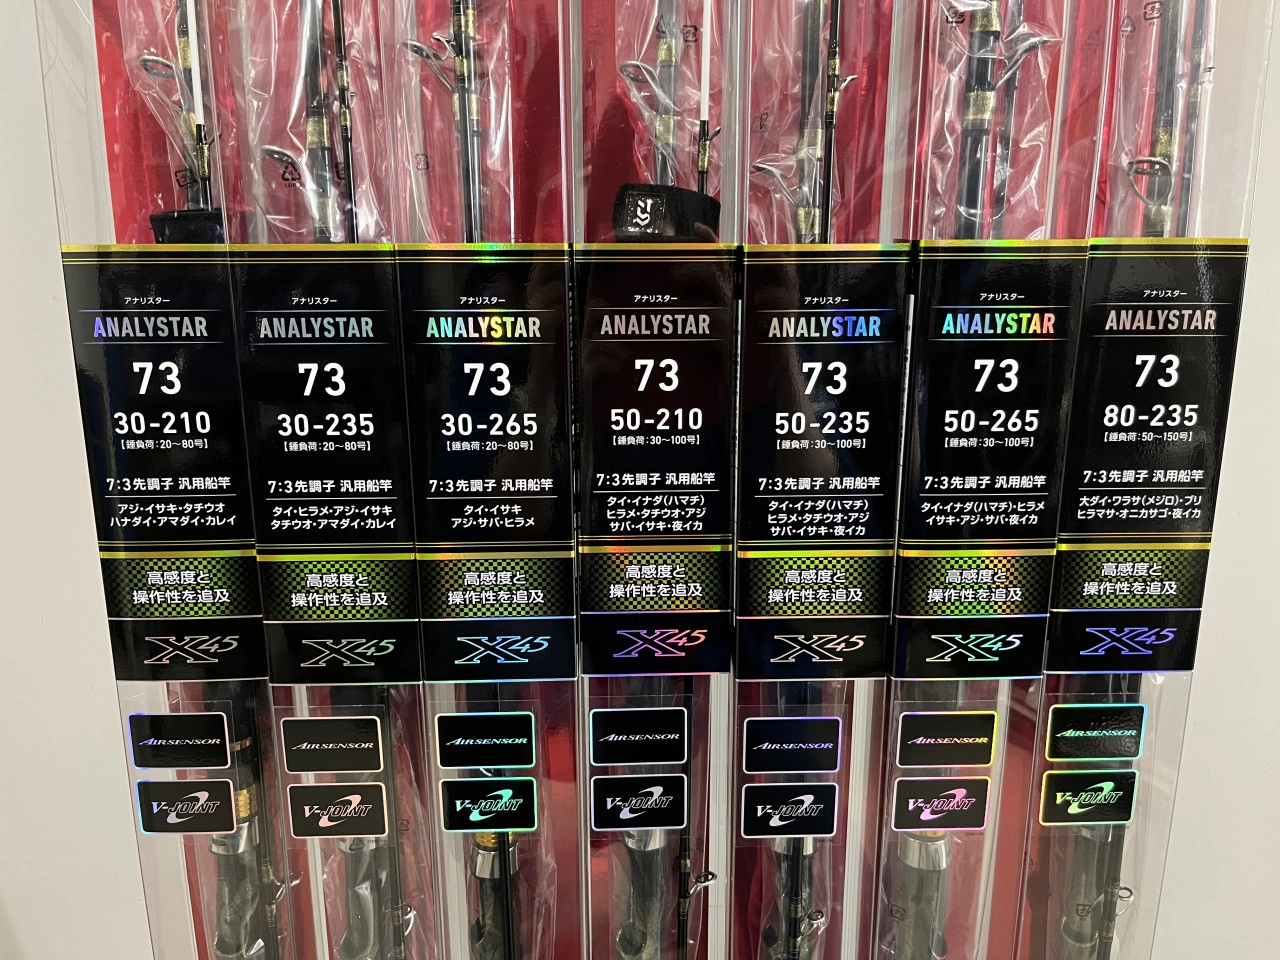 アナリスター
ANALYSTAR
73
30-210
【錘負荷:20～80号】
7:3先調子 汎用船竿
アジ・イサキ・タチウオ
ハナダイ・アマダイ・カレイ
高感度と
操作性を追及
X45
AIRSENSOR
V-JOINT
アナリスター
ANALYSTAR
73
30-235
【錘負荷:20～80号】
7:3先調子 汎用船竿
タイ・ヒラメ・アジ・イサキ
タチウオ・アマダイ・カレイ
高感度と
操作性を追及
X45
AIRSENSOR
V-JOINT
アナリスター
ANALYSTAR
73
30-265
【錘負荷:20～80号】
7:3先調子 汎用船竿
タイ・イサキ
アジ・サバ・ヒラメ
高感度と
操作性を追及
X45
AIRSENSOR
V-JOINT
アナリスター
ANALYSTAR
73
50-210
【錘負荷:30～100号】
7:3先調子 汎用船竿
タイ・イナダ(ハマチ)
ヒラメ・タチウオ・アジ
サバ・イサキ・夜イカ
高感度と
操作性を追及
X45
AIRSENSOR
V-JOINT
アナリスター
ANALYSTAR
73
50-235
【錘負荷:30～100号】
7:3先調子 汎用船竿
タイ・イナダ(ハマチ)
ヒラメ・タチウオ・アジ
サバ・イサキ・夜イカ
高感度と
操作性を追及
X45
AIRSENSOR
V-JOINT
アナリスター
ANALYSTAR
73
50-265
【錘負荷:30～100号】
7:3先調子 汎用船竿
タイ・イナダ(ハマチ)・ヒラメ
イサキ・アジ・サバ・夜イカ
高感度と
操作性を追及
X45
AIRSENSOR
V-JOINT
アナリスター
ANALYSTAR
73
80-235
【錘負荷:50～150号】
7:3先調子 汎用船竿
大ダイ・ワラサ(メジロ)・ブリ
ヒラマサ・オニカサゴ・夜イカ
高感度と
操作性を追及
X45
AIRSENSOR
V-JOINT